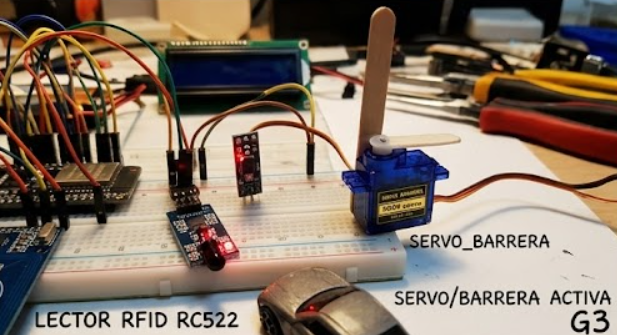 SERVO_BARRERA
SERVO/BARRERA ACTIVA
LECTOR RFID RC522
G3